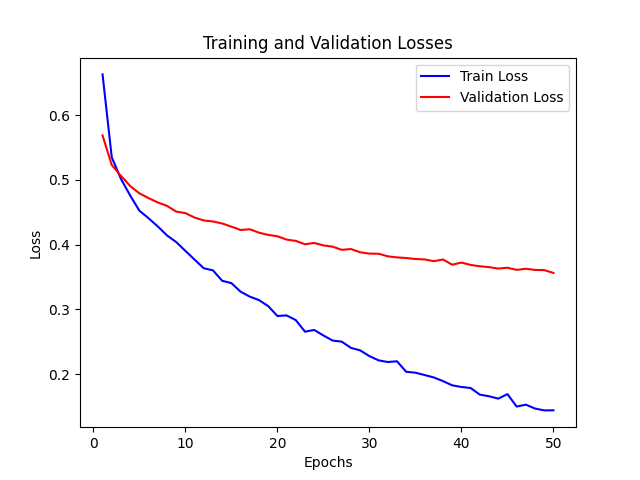 Training and Validation Losses
Train Loss
Validation Loss
0.6
0.5
0.4
0.3
0.2
Loss
0 10 20 30 40 50
Epochs